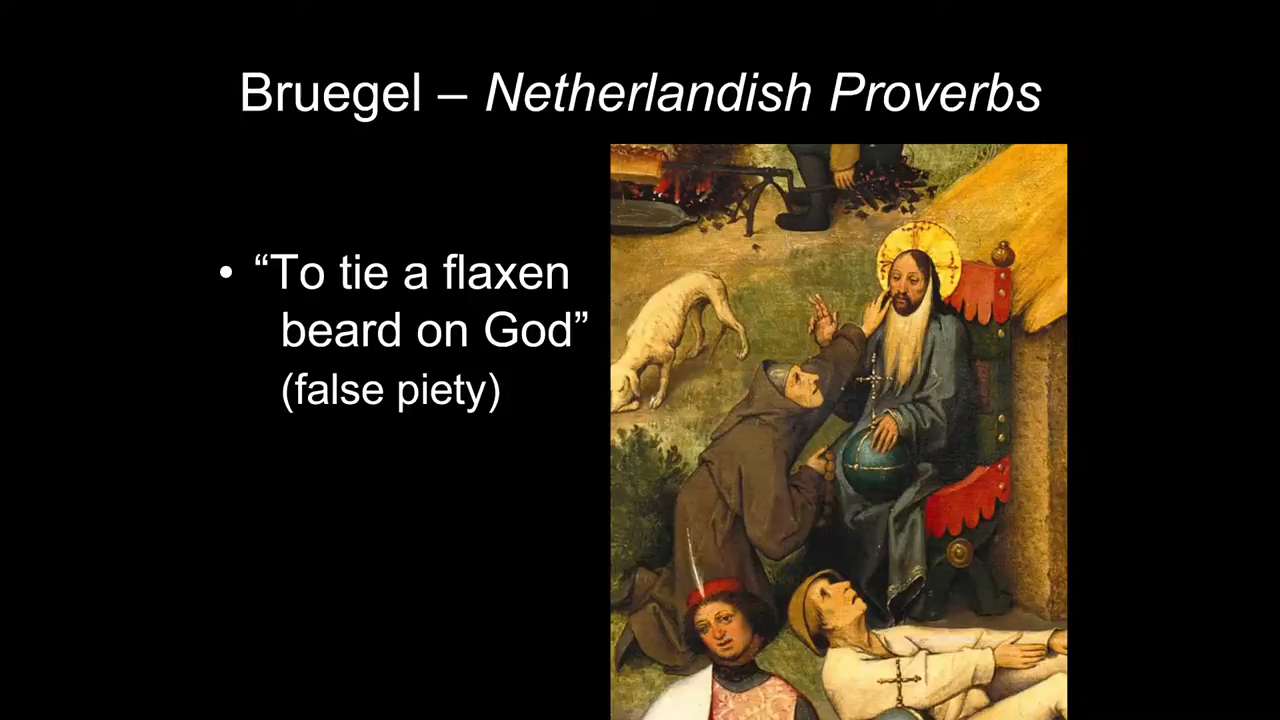 Bruegel – Netherlandish Proverbs
• “To tie a flaxen
beard on God”
(false piety)